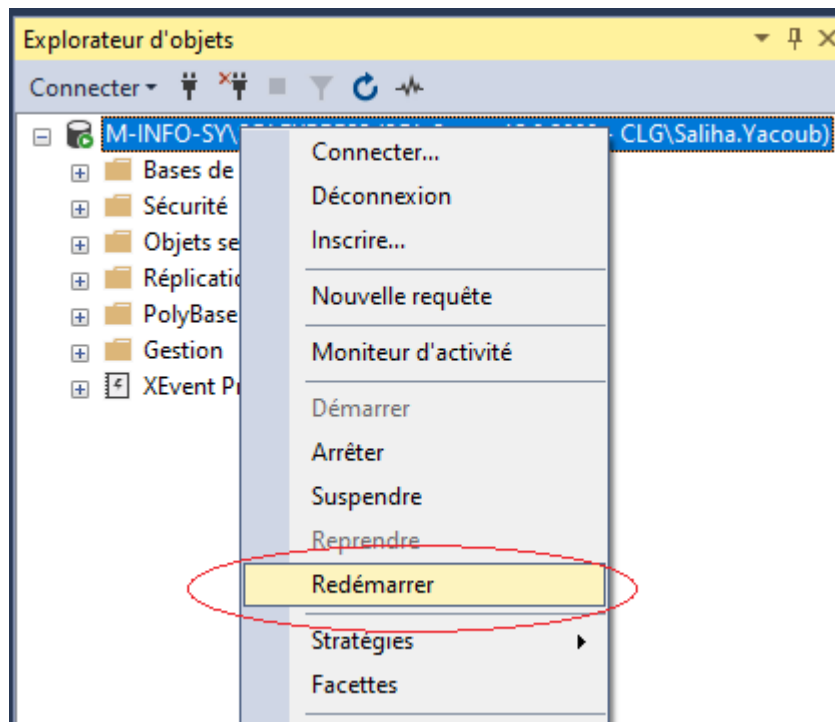 Explorateur d'objets
Connecter
M-INFO-SY\ - CLG\Saliha.Yacoub)
Bases de
Sécurité
Objets se
Réplicatio
PolyBase
Gestion
XEvent Pr
Connecter...
Déconnexion
Inscrire...
Nouvelle requête
Moniteur d'activité
Démarrer
Arrêter
Suspendre
Reprendre
Redémarrer
Stratégies
Facettes